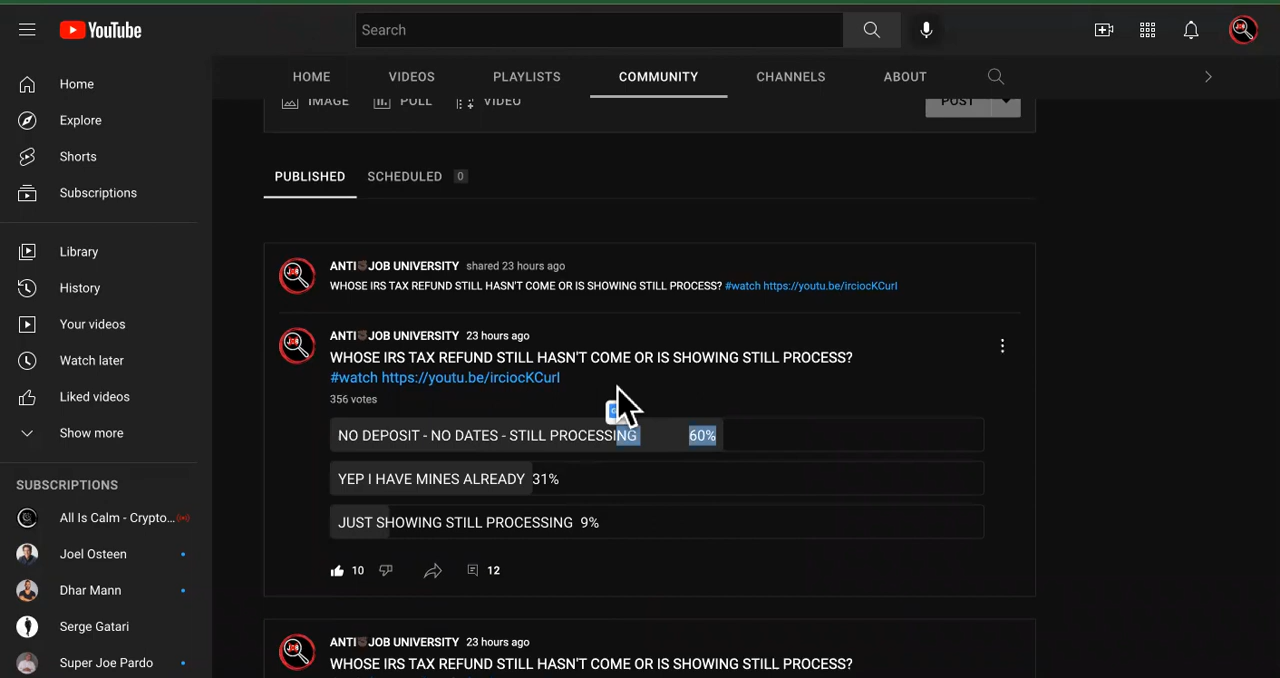 YouTube
Search
HOME VIDEOS PLAYLISTS COMMUNITY CHANNELS ABOUT
IMAGE POLL VIDEO POST
PUBLISHED SCHEDULED 0
Home
Explore
Shorts
Subscriptions
Library
History
Your videos
Watch later
Liked videos
Show more
SUBSCRIPTIONS
All Is Calm - Crypto...
Joel Osteen
Dhar Mann
Serge Gatari
Super Joe Pardo
ANTI✊🏿JOB UNIVERSITY shared 23 hours ago
WHOSE IRS TAX REFUND STILL HASN'T COME OR IS SHOWING STILL PROCESS? #watch https://youtu.be/irciocKCurI
ANTI✊🏿JOB UNIVERSITY 23 hours ago
WHOSE IRS TAX REFUND STILL HASN'T COME OR IS SHOWING STILL PROCESS?
#watch https://youtu.be/irciocKCurI
356 votes
NO DEPOSIT - NO DATES - STILL PROCESSING 60%
YEP I HAVE MINES ALREADY 31%
JUST SHOWING STILL PROCESSING 9%
10 12
ANTI✊🏿JOB UNIVERSITY 23 hours ago
WHOSE IRS TAX REFUND STILL HASN'T COME OR IS SHOWING STILL PROCESS?